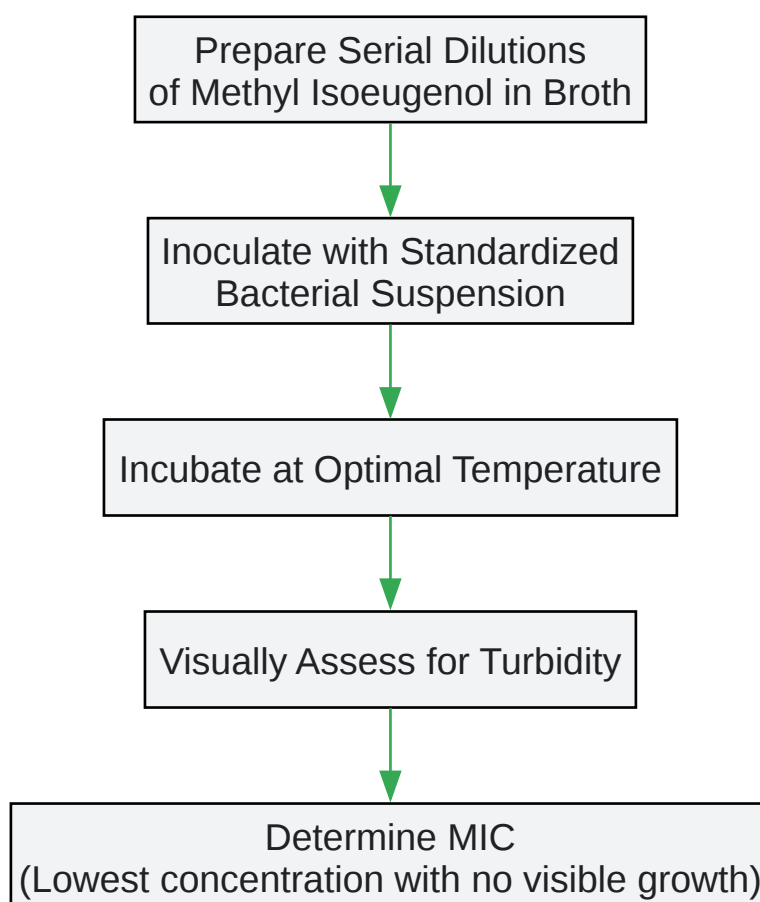 Prepare Serial Dilutions
of Methyl Isoeugenol in Broth
Inoculate with Standardized
Bacterial Suspension
Incubate at Optimal Temperature
Visually Assess for Turbidity
Determine MIC
(Lowest concentration with no visible growth)